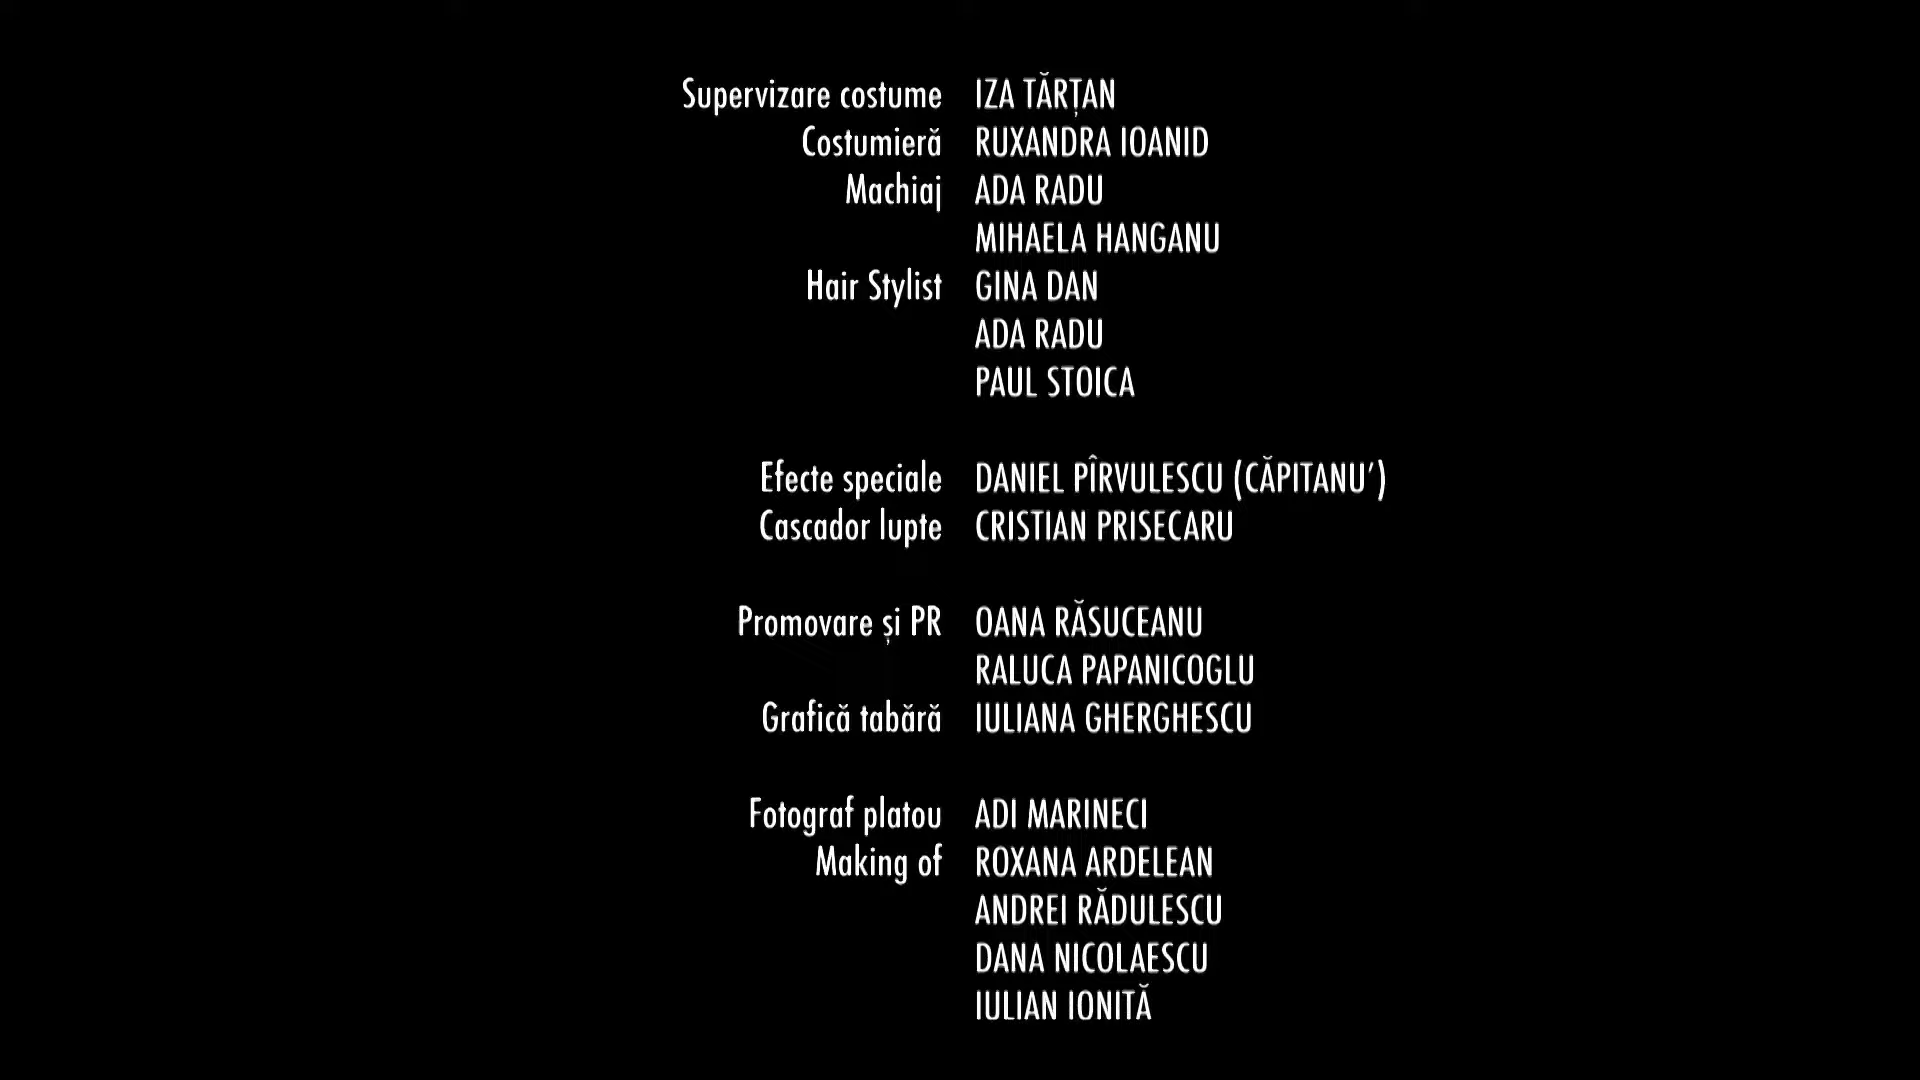 Supervizare costume IZA TĂRȚAN
Costumieră RUXANDRA IOANID
Machiaj ADA RADU
MIHAELA HANGANU
Hair Stylist GINA DAN
ADA RADU
PAUL STOICA
Efecte speciale DANIEL PÎRVULESCU (CĂPITANU’)
Cascador lupte CRISTIAN PRISECARU
Promovare și PR OANA RĂSUCEANU
RALUCA PAPANICOGLU
Grafică tabără IULIANA GHERGHESCU
Fotograf platou ADI MARINECI
Making of ROXANA ARDELEAN
ANDREI RĂDULESCU
DANA NICOLAESCU
IULIAN IONITĂ